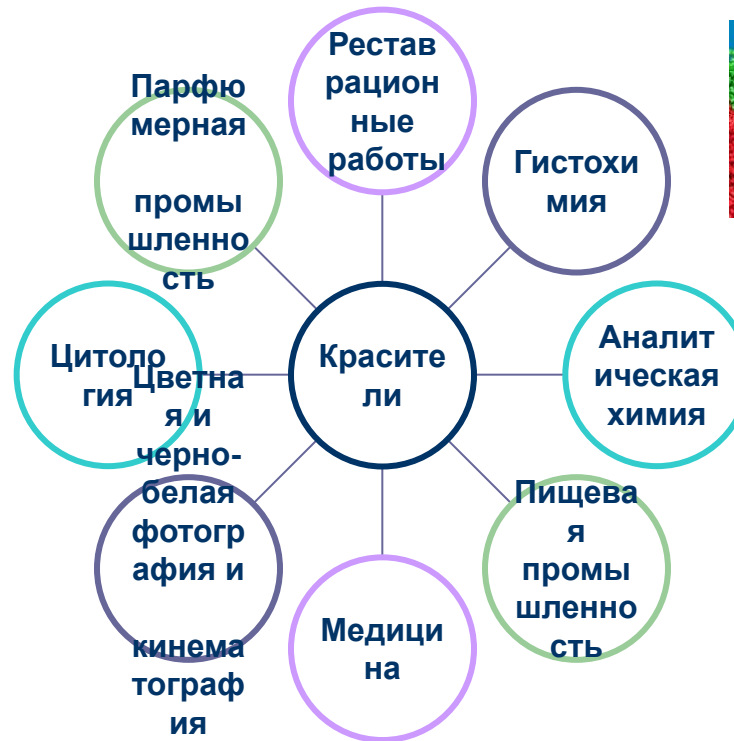 Рестав
рацион
ные
работы
Гистохи
мия
Аналит
ическая
химия
Пищева
я
промы
шленно
сть
Медици
на
Цветна
я и
черно-
белая
фотогр
афия и
кинема
тограф
ия
Цитоло
гия
Парфю
мерная
промы
шленно
сть
Красите
ли